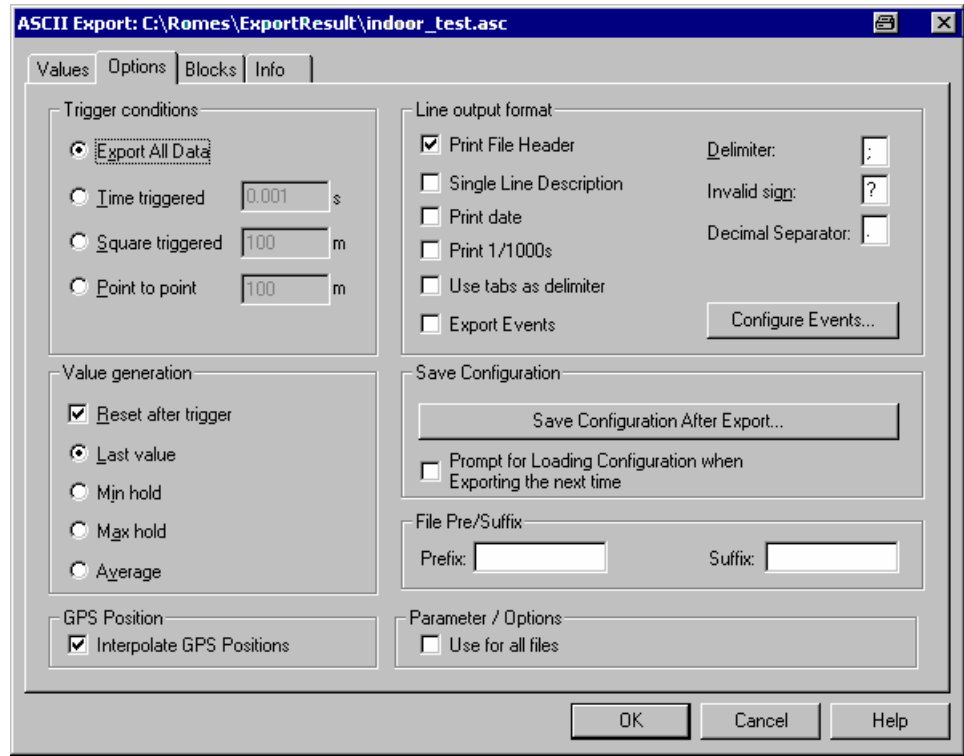 ASCII Export: C:\Romes\ExportResult\indoor_test.asc
Values Options Blocks Info
Trigger conditions
Export All Data
Time triggered 0.001 s
Square triggered 100 m
Point to point 100 m
Line output format
Print File Header
Single Line Description
Print date
Print 1/1000s
Use tabs as delimiter
Export Events
Delimiter: ;
Invalid sign: ?
Decimal Separator: .
Configure Events...
Value generation
Reset after trigger
Last value
Min hold
Max hold
Average
Save Configuration
Save Configuration After Export...
Prompt for Loading Configuration when
Exporting the next time
File Pre/Suffix
Prefix: Suffix:
GPS Position
Interpolate GPS Positions
Parameter / Options
Use for all files
OK Cancel Help